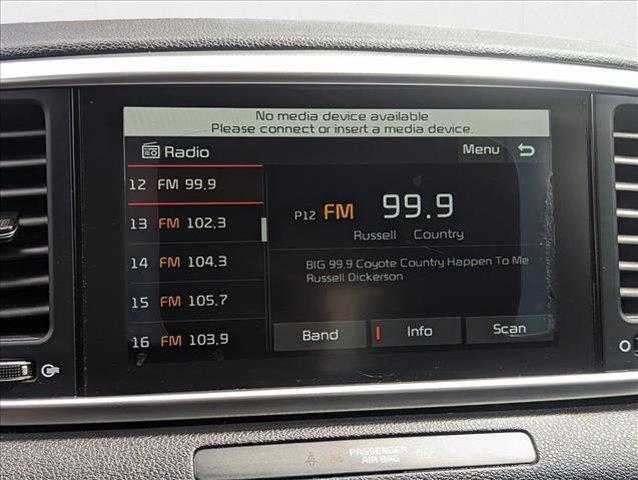 No media device available
Please connect or insert a media device.
Radio
Menu
12 FM 99.9
13 FM 102.3
14 FM 104.3
15 FM 105.7
16 FM 103.9
P12 FM 99.9
Russell Country
BIG 99.9 Coyote Country Happen To Me
Russell Dickerson
Band
Info
Scan
PASSENGER
AIR BAG
OFF